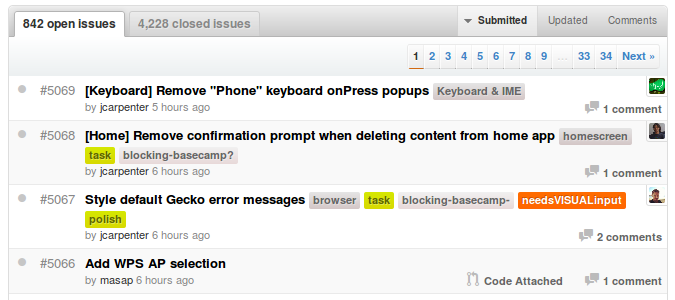 842 open issues 4,228 closed issues Submitted Updated Comments
1 2 3 4 5 6 7 8 9 ... 33 34 Next »
#5069 [Keyboard] Remove "Phone" keyboard onPress popups Keyboard & IME
by jcarpenter 5 hours ago 1 comment
#5068 [Home] Remove confirmation prompt when deleting content from home app homescreen
task blocking-basecamp?
by jcarpenter 6 hours ago 1 comment
#5067 Style default Gecko error messages browser task blocking-basecamp- needsVISUALinput
polish
by jcarpenter 6 hours ago 2 comments
#5066 Add WPS AP selection
by masap 6 hours ago Code Attached 1 comment